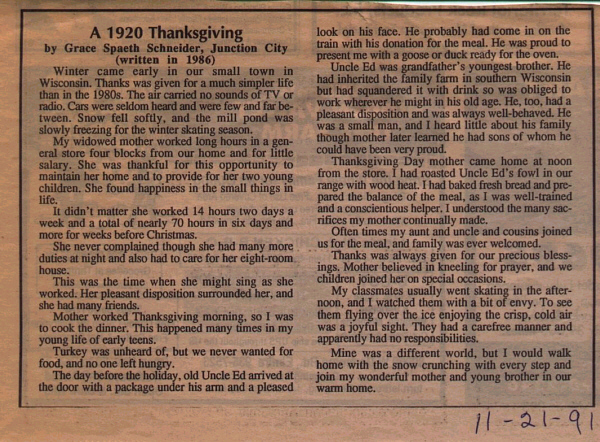 A 1920 Thanksgiving
by Grace Spaeth Schneider, Junction City
(written in 1986)
Winter came early in our small town in
Wisconsin. Thanks was given for a much simpler life
than in the 1980s. The air carried no sounds of TV or
radio. Cars were seldom heard and were few and far be-
tween. Snow fell softly, and the mill pond was
slowly freezing for the winter skating season.
My widowed mother worked long hours in a gen-
eral store four blocks from our home and for little
salary. She was thankful for this opportunity to
maintain her home and to provide for her two young
children. She found happiness in the small things in
life.
It didn't matter she worked 14 hours two days a
week and a total of nearly 70 hours in six days and
more for weeks before Christmas.
She never complained though she had many more
duties at night and also had to care for her eight-room
house.
This was the time when she might sing as she
worked. Her pleasant disposition surrounded her, and
she had many friends.
Mother worked Thanksgiving morning, so I was
to cook the dinner. This happened many times in my
young life of early teens.
Turkey was unheard of, but we never wanted for
food, and no one left hungry.
The day before the holiday, old Uncle Ed arrived at
the door with a package under his arm and a pleased
look on his face. He probably had come in on the
train with his donation for the meal. He was proud to
present me with a goose or duck ready for the oven.
Uncle Ed was grandfather's youngest brother. He
had inherited the family farm in southern Wisconsin
but had squandered it with drink so was obliged to
work wherever he might in his old age. He, too, had a
pleasant disposition and was always well-behaved. He
was a small man, and I heard little about his family
though mother later learned he had sons of whom he
could have been very proud.
Thanksgiving Day mother came home at noon
from the store. I had roasted Uncle Ed's fowl in our
range with wood heat. I had baked fresh bread and pre-
pared the balance of the meal, as I was well-trained
and a conscientious helper. I understood the many sac-
rifices my mother continually made.
Often times my aunt and uncle and cousins joined
us for the meal, and family was ever welcomed.
Thanks was always given for our precious bless-
ings. Mother believed in kneeling for prayer, and we
children joined her on special occasions.
My classmates usually went skating in the after-
noon, and I watched them with a bit of envy. To see
them flying over the ice enjoying the crisp, cold air
was a joyful sight. They had a carefree manner and
apparently had no responsibilities.
Mine was a different world, but I would walk
home with the snow crunching with every step and
join my wonderful mother and young brother in our
warm home.
11-21-91